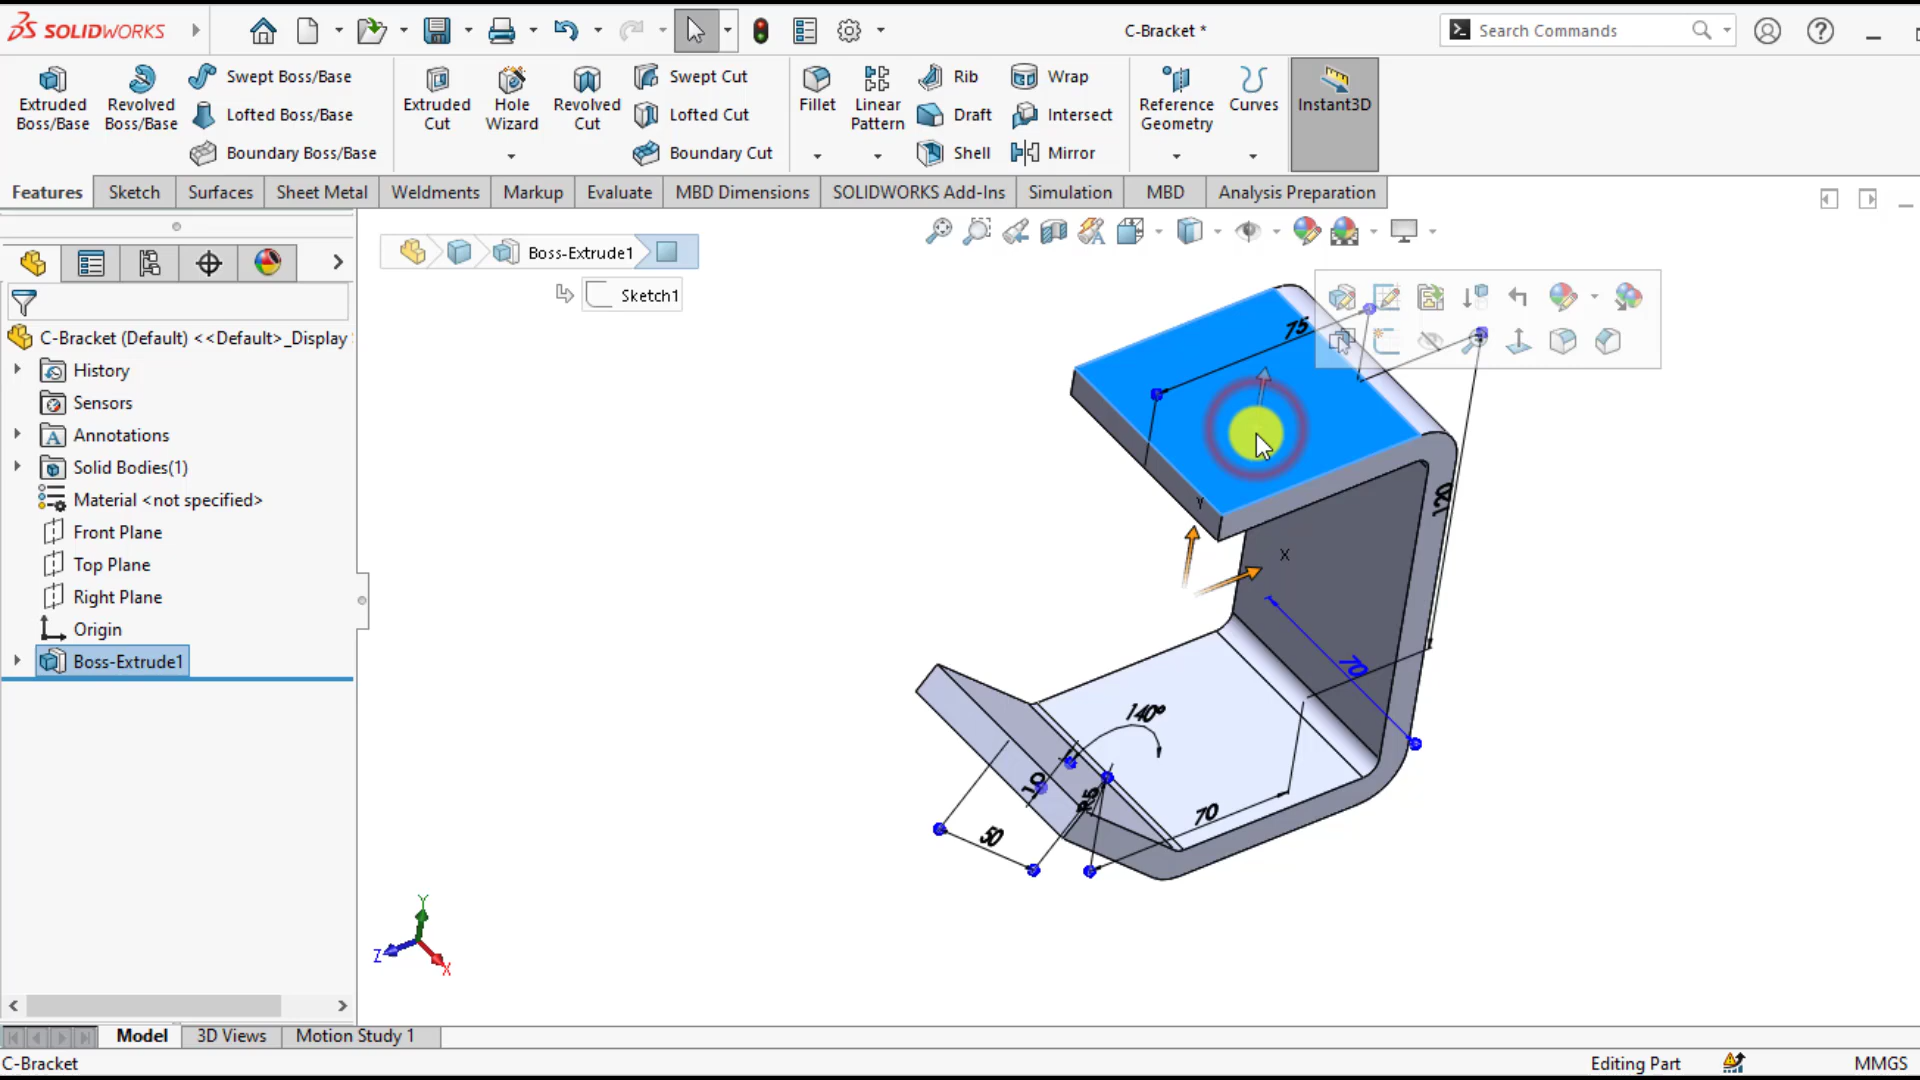 SOLIDWORKS
C-Bracket *
Search Commands
Extruded Boss/Base
Revolved Boss/Base
Swept Boss/Base
Lofted Boss/Base
Boundary Boss/Base
Extruded Cut
Hole Wizard
Revolved Cut
Swept Cut
Lofted Cut
Boundary Cut
Fillet
Linear Pattern
Rib
Draft
Shell
Wrap
Intersect
Mirror
Reference Geometry
Curves
Instant3D
Features
Sketch
Surfaces
Sheet Metal
Weldments
Markup
Evaluate
MBD Dimensions
SOLIDWORKS Add-Ins
Simulation
MBD
Analysis Preparation
Boss-Extrude1
Sketch1
C-Bracket (Default) <<Default>_Display
History
Sensors
Annotations
Solid Bodies(1)
Material <not specified>
Front Plane
Top Plane
Right Plane
Origin
Boss-Extrude1
75
120
Y
X
70
140°
10
R5
70
50
Y
Z
X
Model
3D Views
Motion Study 1
C-Bracket
Editing Part
MMGS